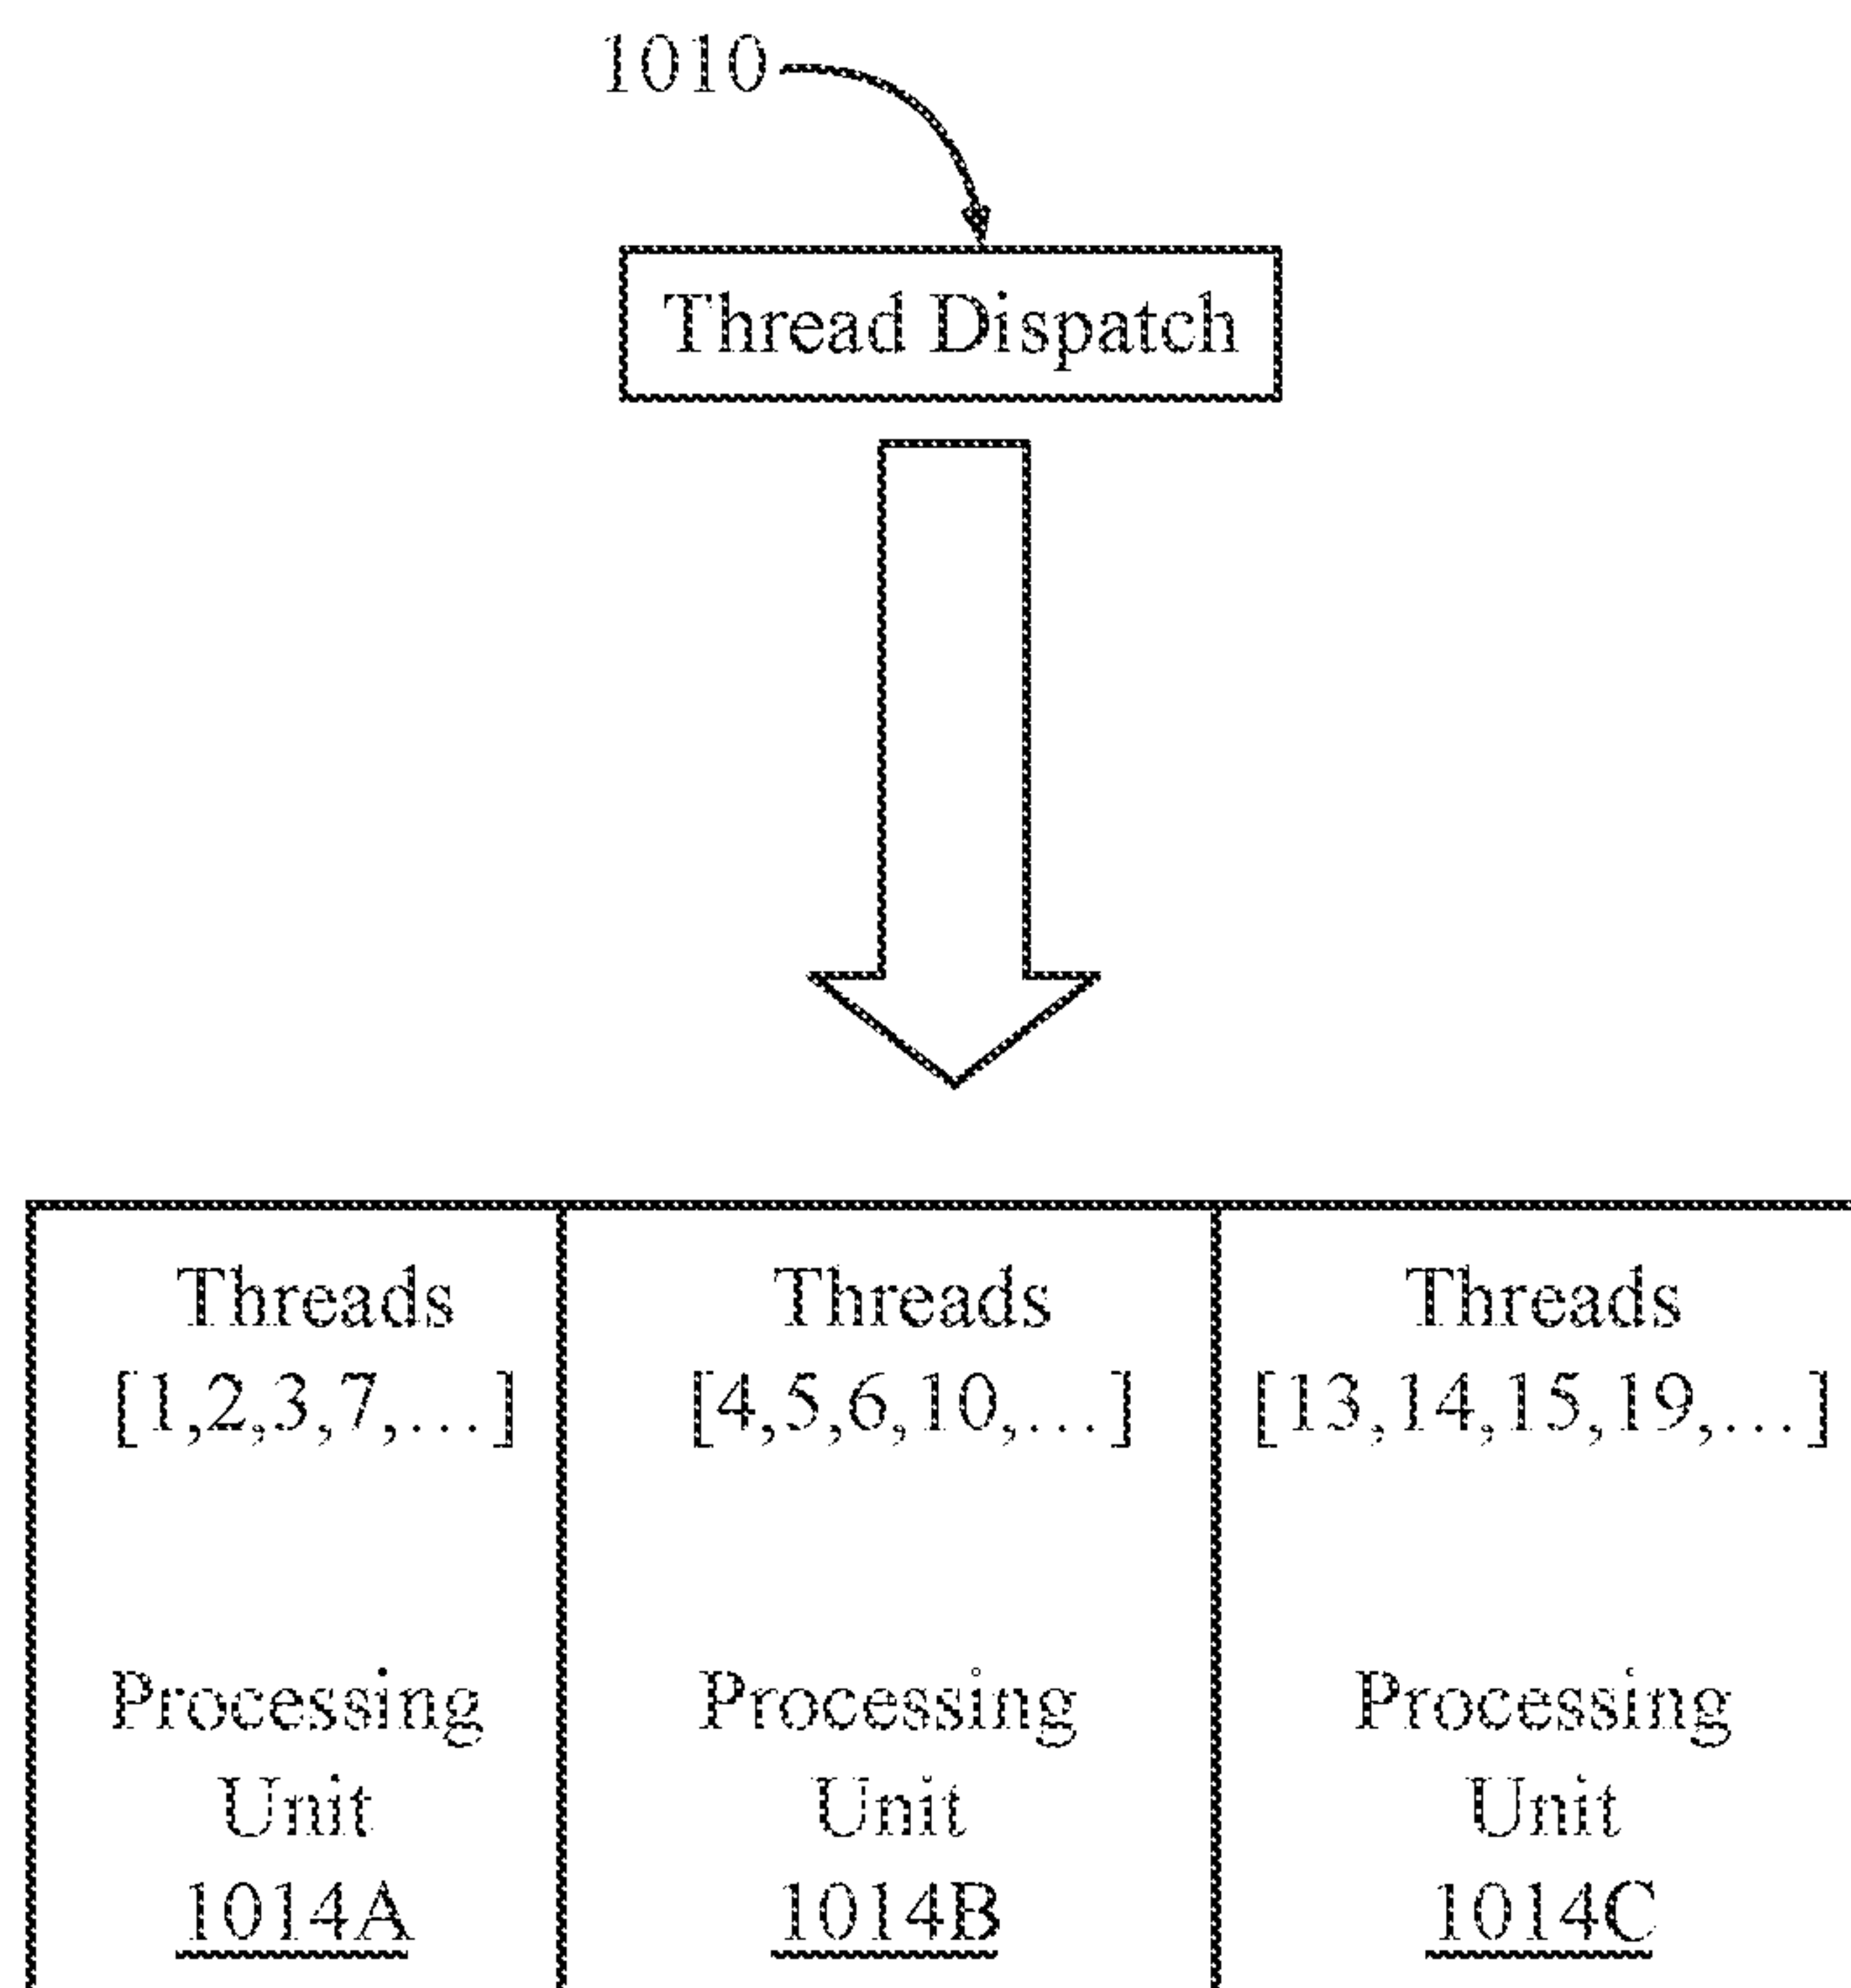 1010
Thread Dispatch
Threads
[1,2,3,7,...]
Processing
Unit
1014A
Threads
[4,5,6,10,...]
Processing
Unit
1014B
Threads
[13,14,15,19,...]
Processing
Unit
1014C